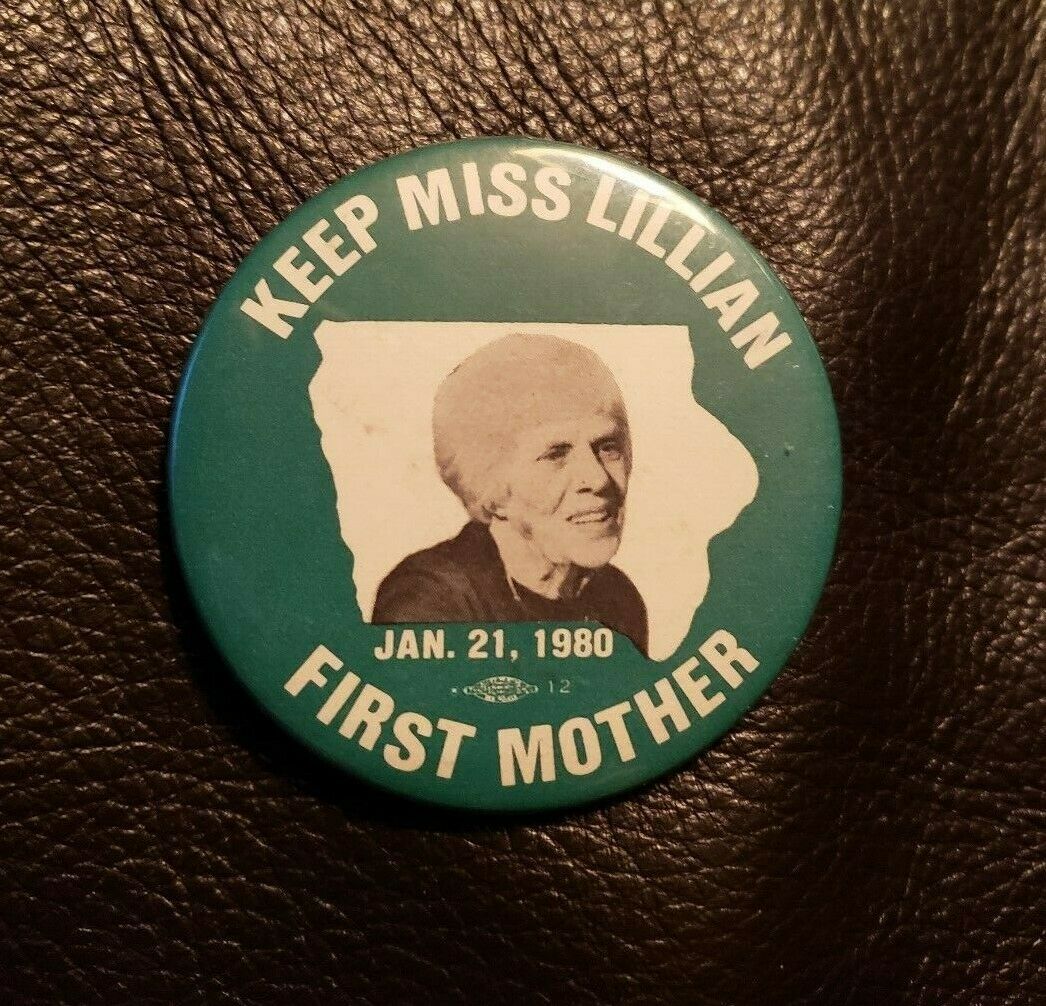 KEEP MISS LILLIAN
JAN. 21, 1980
12
FIRST MOTHER